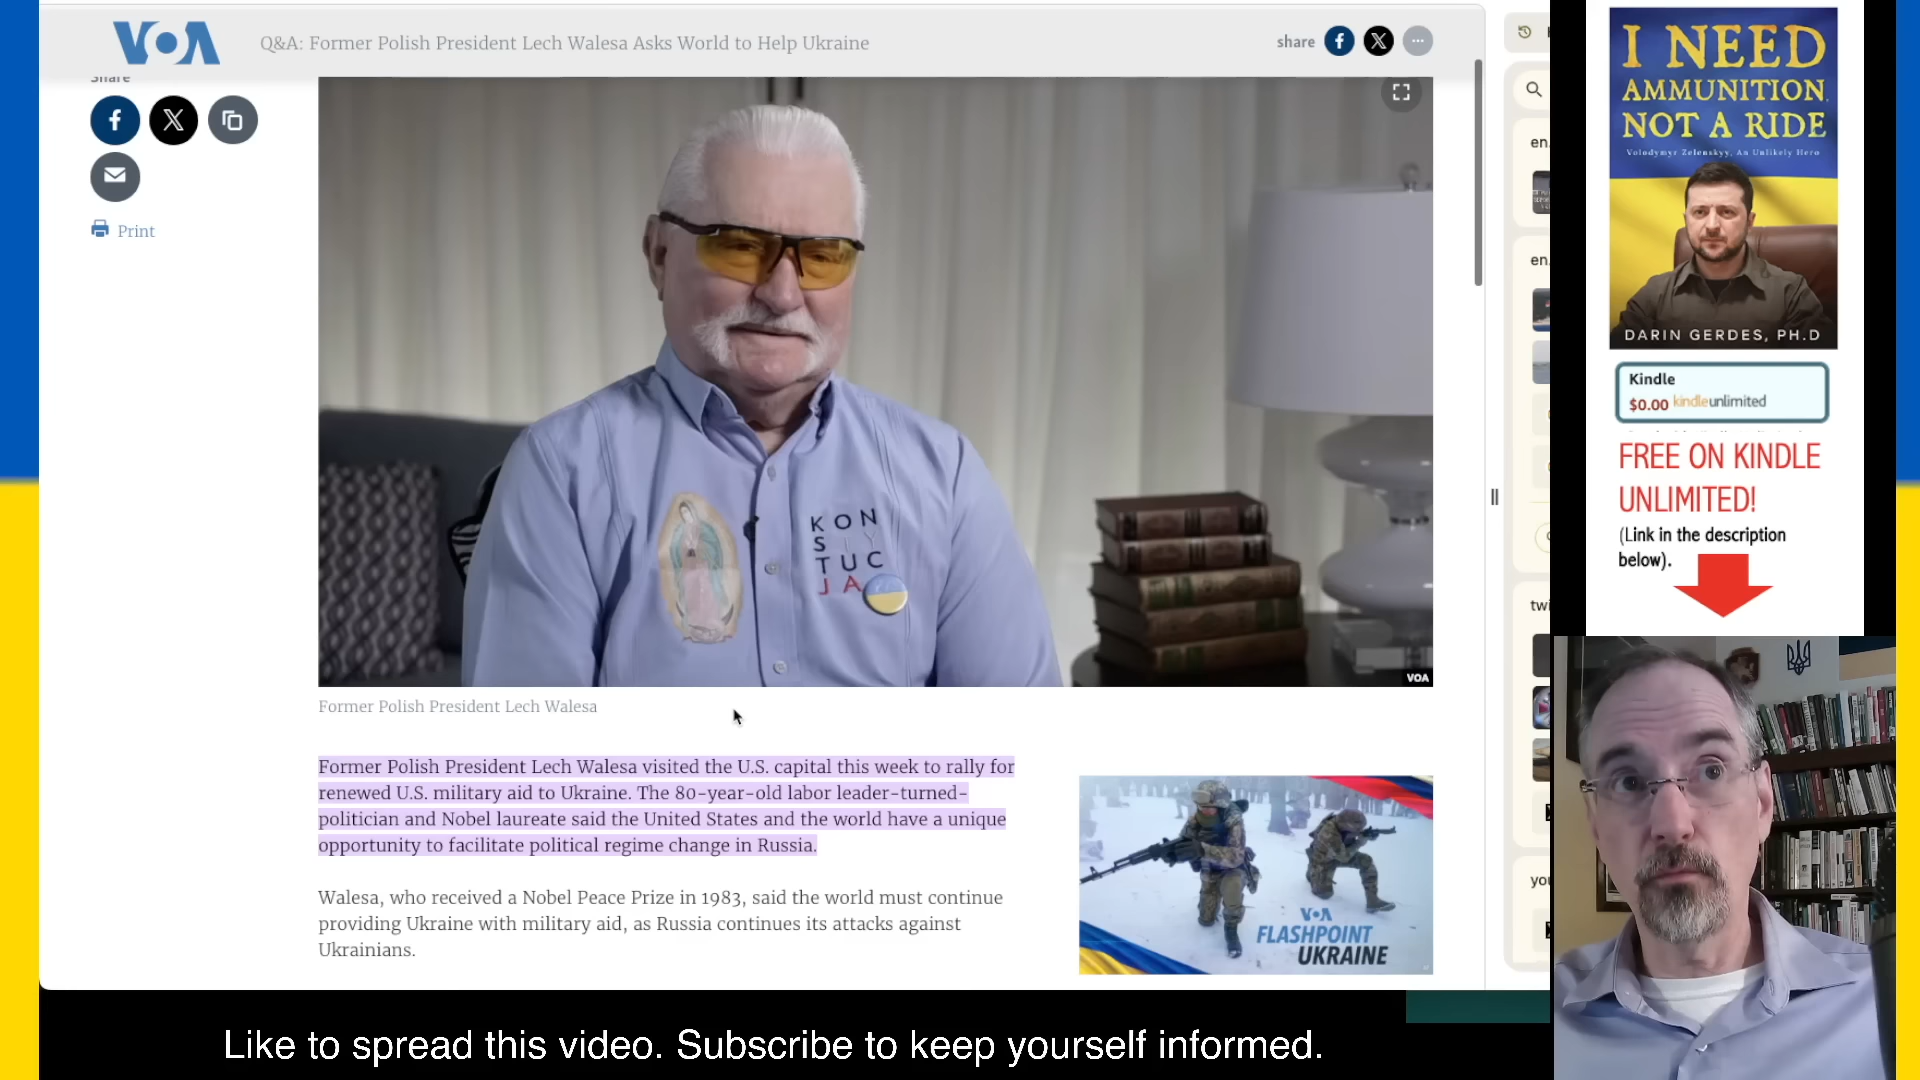 VOA
Q&A: Former Polish President Lech Walesa Asks World to Help Ukraine
share
Share
Print
KON
STY
TUC
JA
VOA
Former Polish President Lech Walesa
Former Polish President Lech Walesa visited the U.S. capital this week to rally for
renewed U.S. military aid to Ukraine. The 80-year-old labor leader-turned-
politician and Nobel laureate said the United States and the world have a unique
opportunity to facilitate political regime change in Russia.
Walesa, who received a Nobel Peace Prize in 1983, said the world must continue
providing Ukraine with military aid, as Russia continues its attacks against
Ukrainians.
VOA
FLASHPOINT
UKRAINE
en.
en.
twi
you
I NEED
AMMUNITION,
NOT A RIDE
Volodymyr Zelenskyy, An Unlikely Hero
DARIN GERDES, PH.D
Kindle
$0.00 kindleunlimited
FREE ON KINDLE
UNLIMITED!
(Link in the description
below).
Like to spread this video. Subscribe to keep yourself informed.